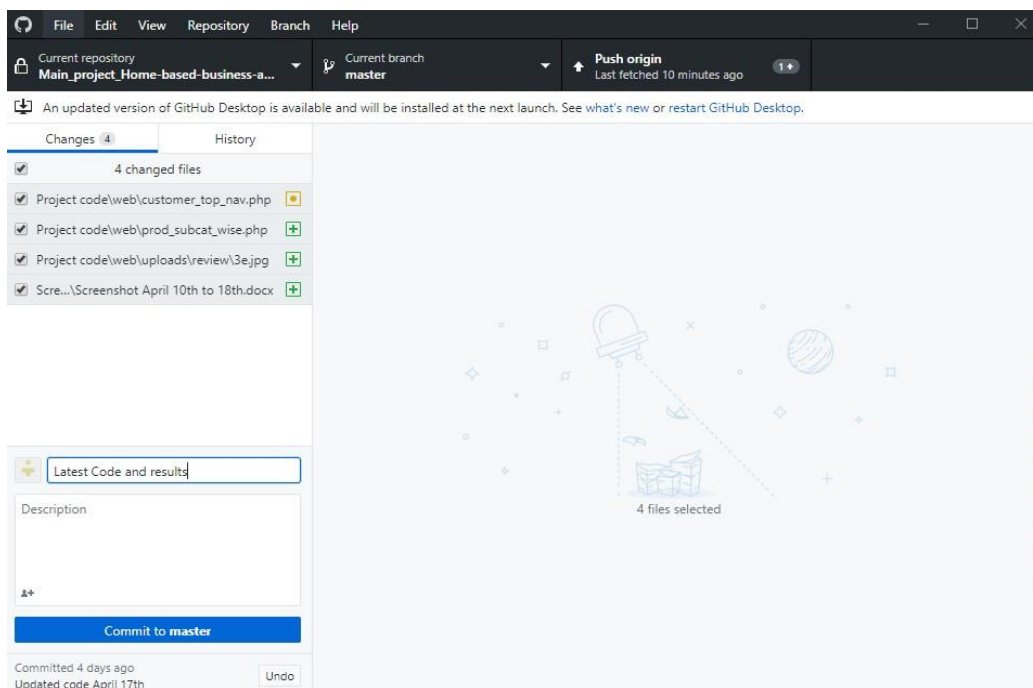 File Edit View Repository Branch Help
Current repository
Main_project_Home-based-business-a...
Current branch
master
Push origin
Last fetched 10 minutes ago
1
An updated version of GitHub Desktop is available and will be installed at the next launch. See what's new or restart GitHub Desktop.
Changes 4 History
4 changed files
Project code\web\customer_top_nav.php
Project code\web\prod_subcat_wise.php
Project code\web\uploads\review\3e.jpg
Scre...\Screenshot April 10th to 18th.docx
Latest Code and results
Description
4 files selected
Commit to master
Committed 4 days ago
Updated code April 17th
Undo